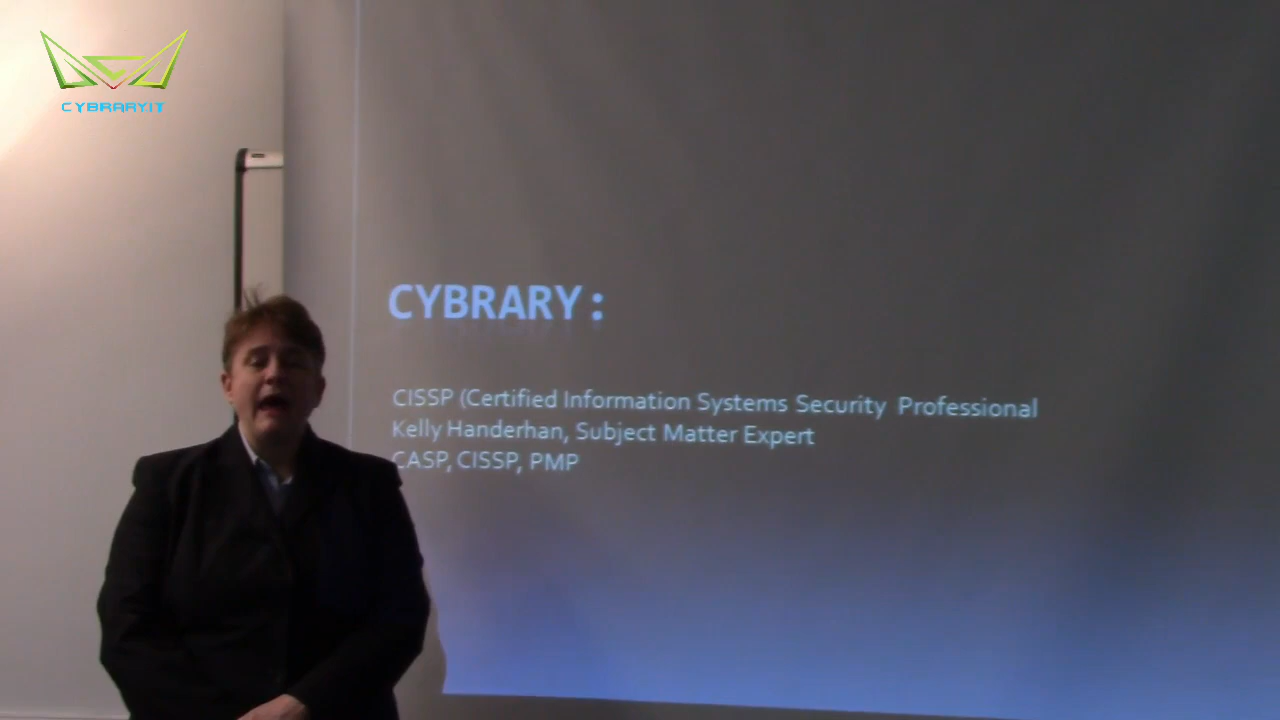 CYBRARYIT
CYBRARY :
CISSP (Certified Information Systems Security Professional
Kelly Handerhan, Subject Matter Expert
CASP, CISSP, PMP